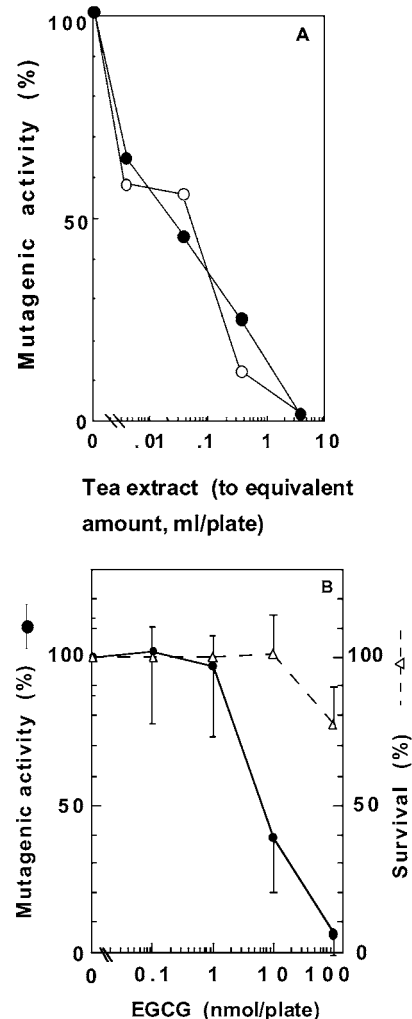 A
Mutagenic activity (%)
100
50
0
0 .01 .1 1 10
Tea extract (to equivalent
amount, ml/plate)
B
Mutagenic activity (%)
Survival (%)
100 100
50 50
0 0
0 0.1 1 10 100
EGCG (nmol/plate)